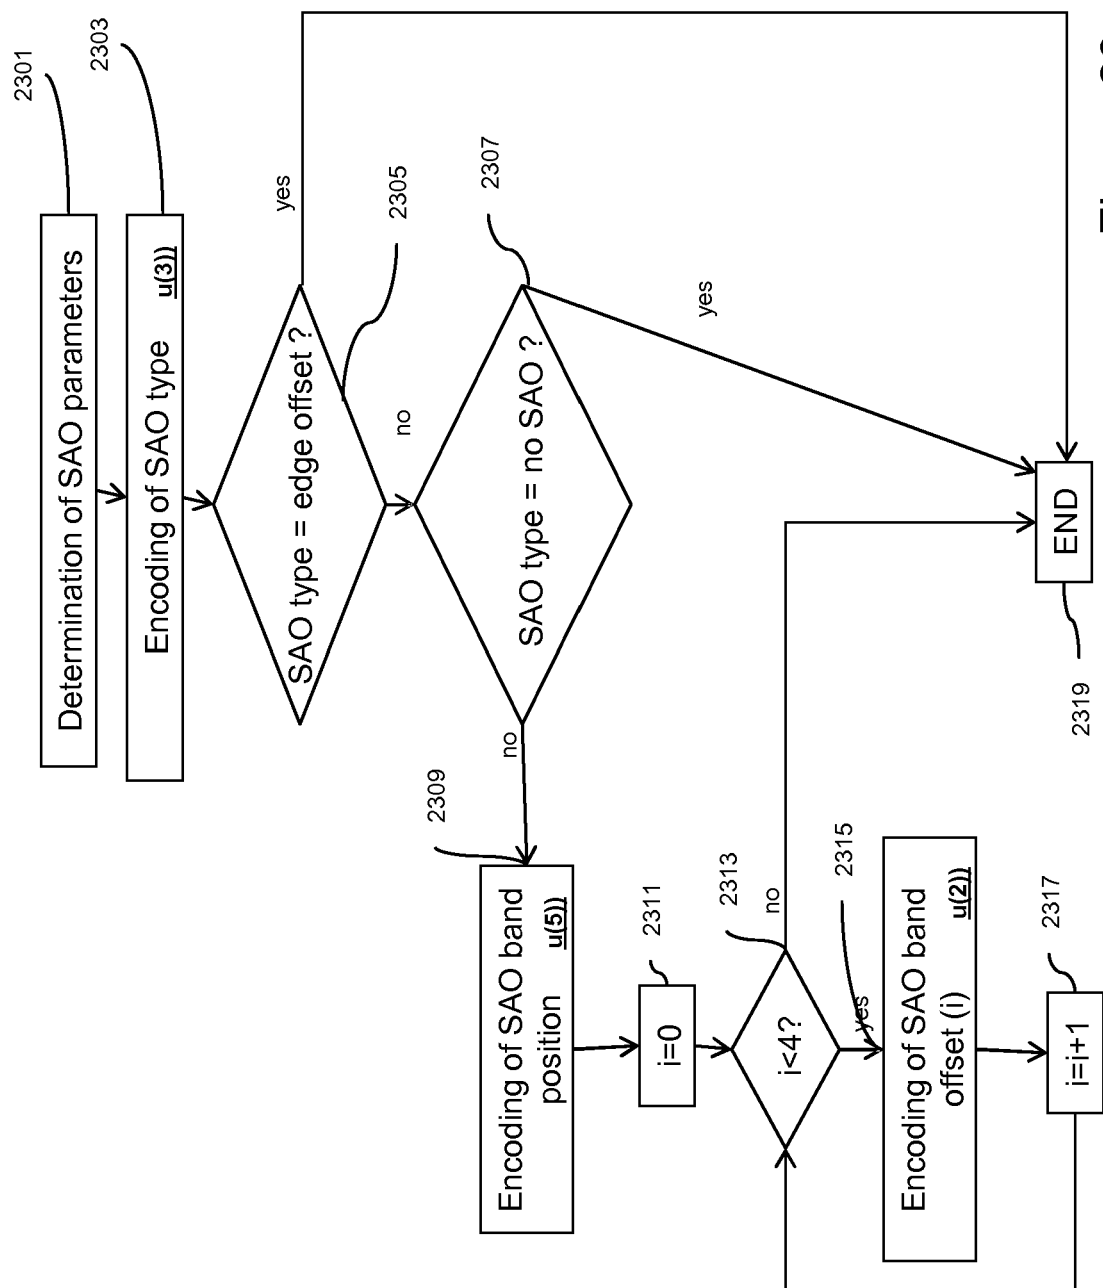 2301
2303
Determination of SAO parameters
Encoding of SAO type u(3))
yes
SAO type = edge offset ?
2305
no
2307
SAO type = no SAO ?
yes
no
2309
Encoding of SAO band
position u(5))
2311
i=0
2313
i<4?
no
2315
yes
Encoding of SAO band
offset (i) u(2))
2317
i=i+1
END
2319